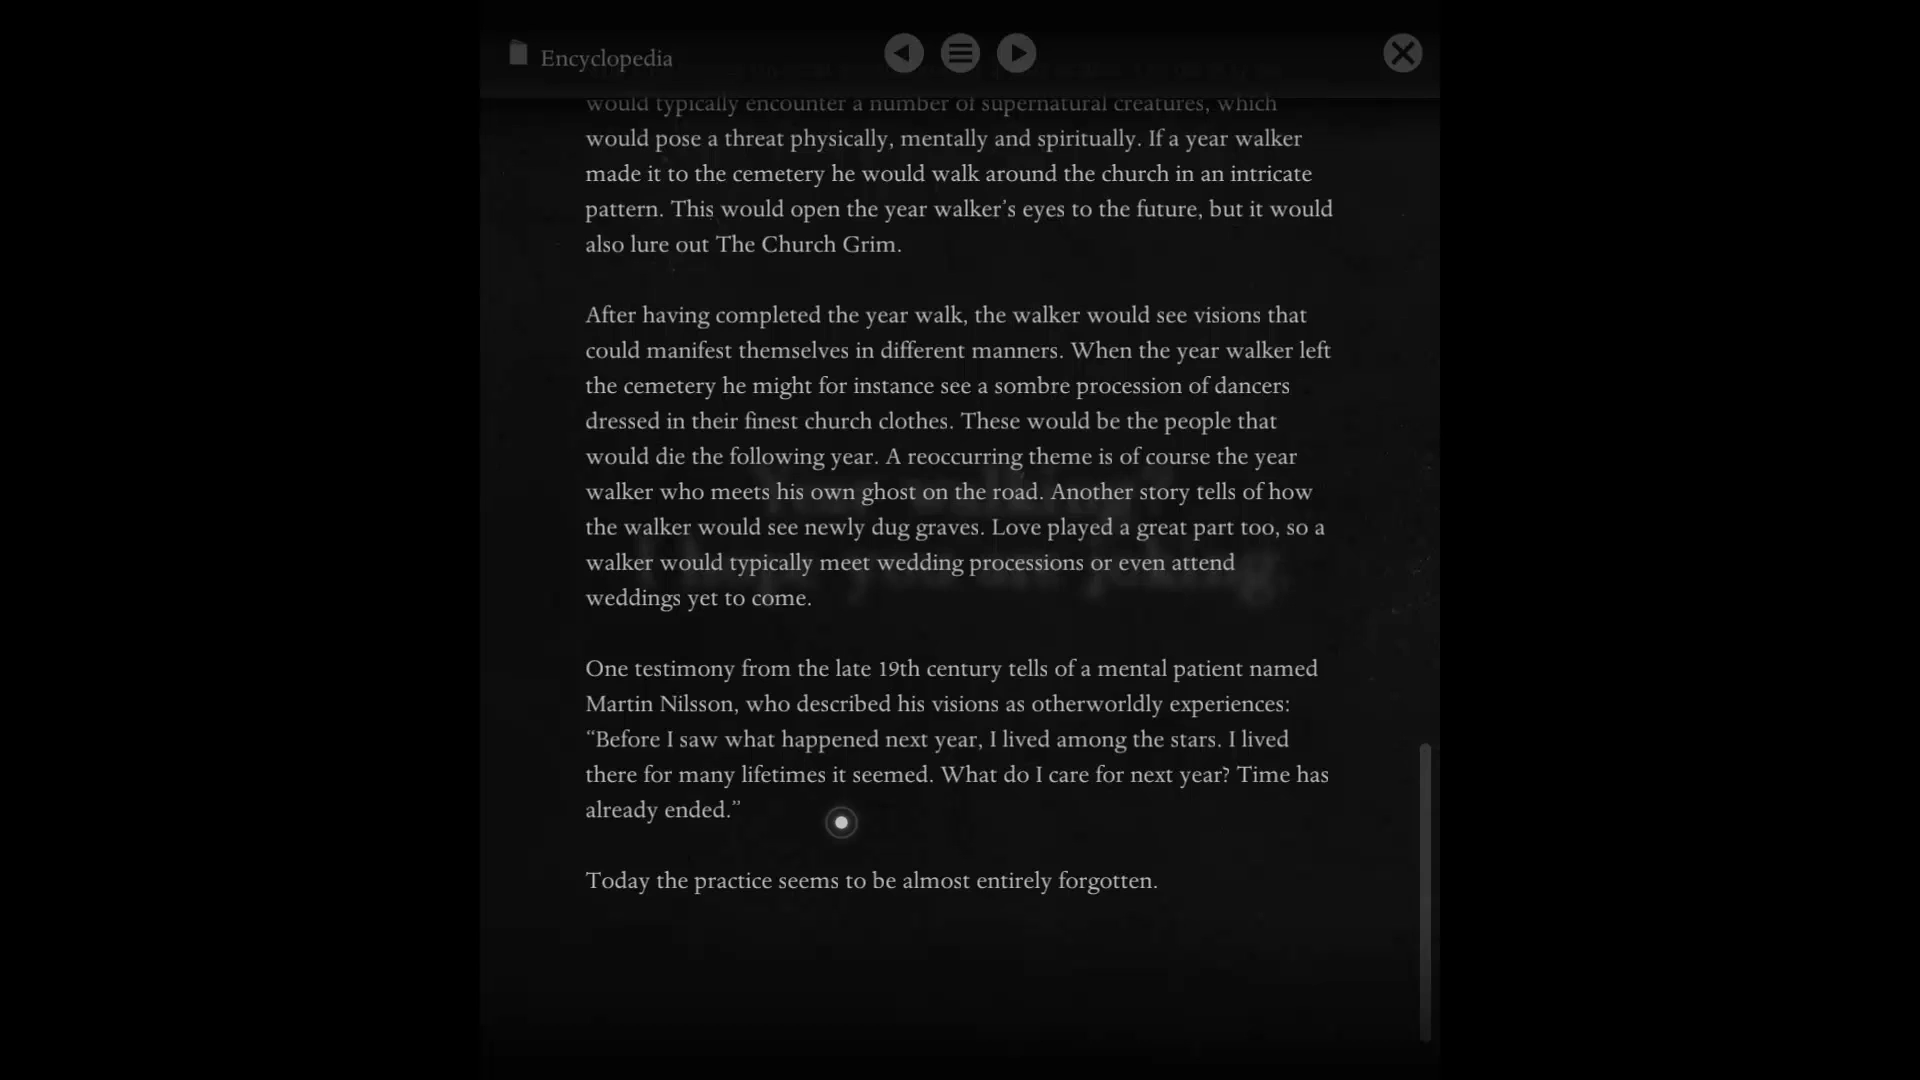 Encyclopedia
would typically encounter a number of supernatural creatures, which
would pose a threat physically, mentally and spiritually. If a year walker
made it to the cemetery he would walk around the church in an intricate
pattern. This would open the year walker's eyes to the future, but it would
also lure out The Church Grim.
After having completed the year walk, the walker would see visions that
could manifest themselves in different manners. When the year walker left
the cemetery he might for instance see a sombre procession of dancers
dressed in their finest church clothes. These would be the people that
would die the following year. A reoccurring theme is of course the year
walker who meets his own ghost on the road. Another story tells of how
the walker would see newly dug graves. Love played a great part too, so a
walker would typically meet wedding processions or even attend
weddings yet to come.
One testimony from the late 19th century tells of a mental patient named
Martin Nilsson, who described his visions as otherworldly experiences:
“Before I saw what happened next year, I lived among the stars. I lived
there for many lifetimes it seemed. What do I care for next year? Time has
already ended.”
Today the practice seems to be almost entirely forgotten.